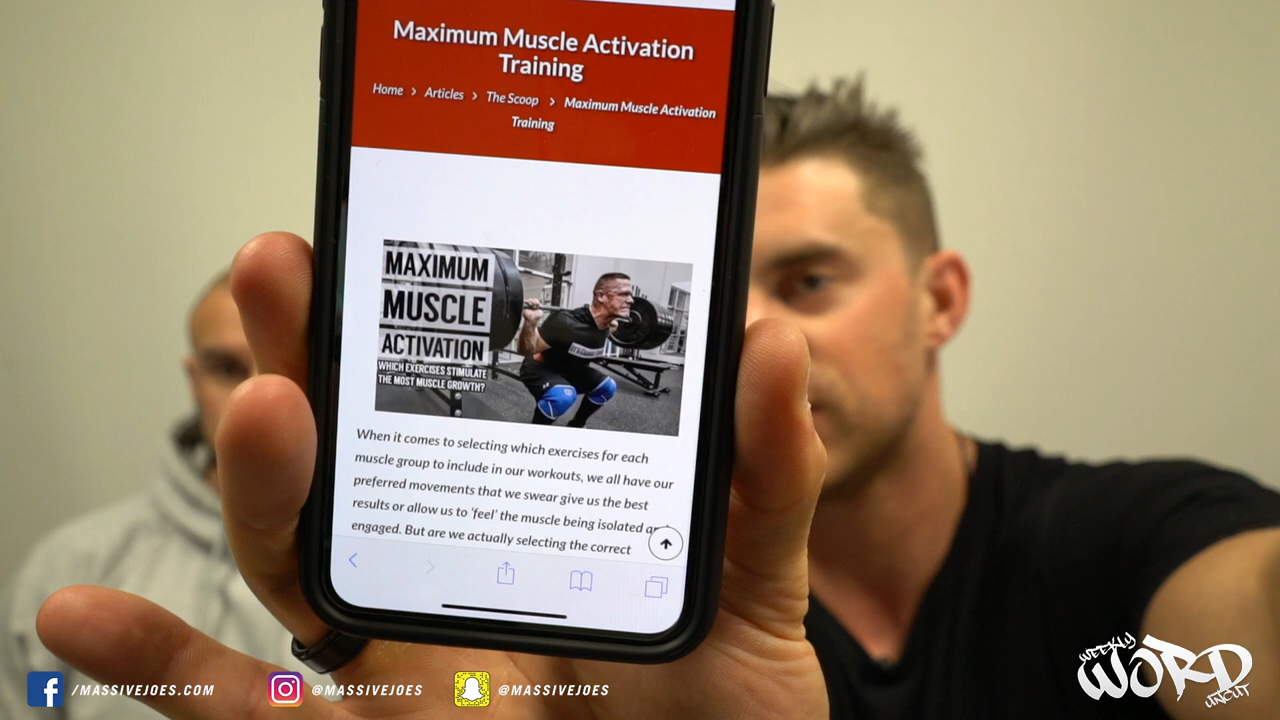 Maximum Muscle Activation
Training
Home > Articles > The Scoop > Maximum Muscle Activation
Training
MAXIMUM
MUSCLE
ACTIVATION
WHICH EXERCISES STIMULATE
THE MOST MUSCLE GROWTH?
When it comes to selecting which exercises for each
muscle group to include in our workouts, we all have our
preferred movements that we swear give us the best
results or allow us to ‘feel’ the muscle being isolated
engaged. But are we actually selecting the correct
/MASSIVEJOES.COM
@MASSIVEJOES
@MASSIVEJOES
WEEKLY
WORD
UNCUT